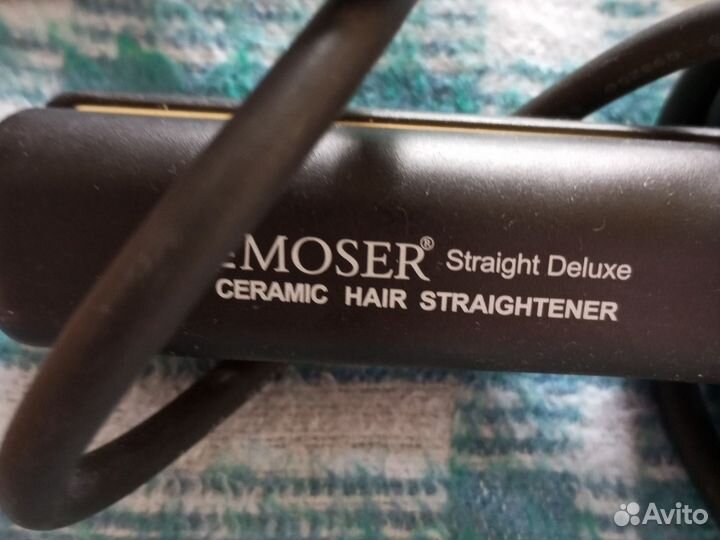 MOSER® Straight Deluxe
CERAMIC HAIR STRAIGHTENER
Avito